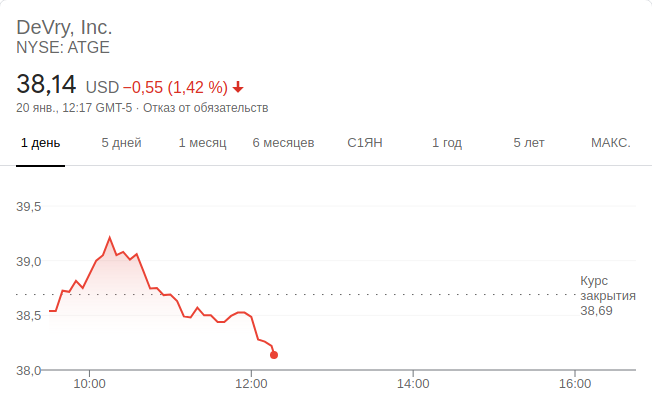 DeVry, Inc.
NYSE: ATGE
38,14 USD −0,55 (1,42 %)
20 янв., 12:17 GMT-5 · Отказ от обязательств
1 день 5 дней 1 месяц 6 месяцев С1ЯН 1 год 5 лет МАКС.
39,5
39,0
38,5
38,0
Курс
закрытия
38,69
10:00 12:00 14:00 16:00